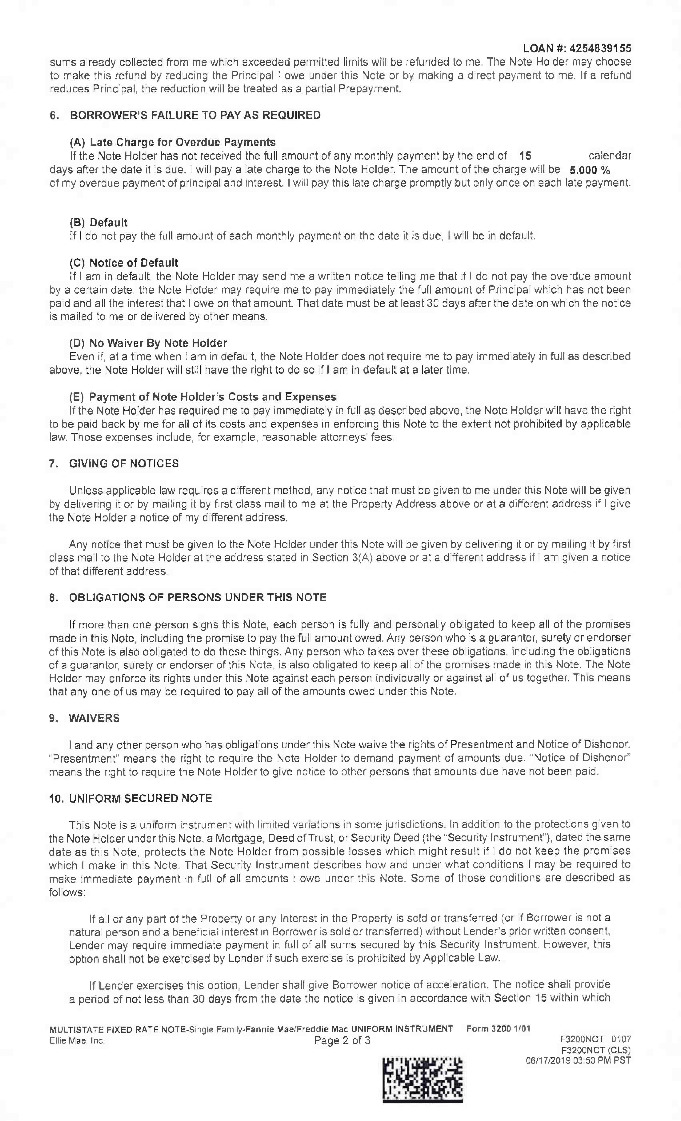 LOAN #: 4254839155
sums already collected from me which exceeded permitted limits will be refunded to me. The Note Holder may choose
to make this refund by reducing the Principal I owe under this Note or by making a direct payment to me. If a refund
reduces Principal, the reduction will be treated as a partial Prepayment.
6. BORROWER'S FAILURE TO PAY AS REQUIRED
(A) Late Charge for Overdue Payments
If the Note Holder has not received the full amount of any monthly payment by the end of 15 calendar
days after the date it is due, I will pay a late charge to the Note Holder. The amount of the charge will be 5.000 %
of my overdue payment of principal and interest. I will pay this late charge promptly but only once on each late payment.
(B) Default
If I do not pay the full amount of each monthly payment on the date it is due, I will be in default.
(C) Notice of Default
If I am in default, the Note Holder may send me a written notice telling me that if I do not pay the overdue amount
by a certain date, the Note Holder may require me to pay immediately the full amount of Principal which has not been
paid and all the interest that I owe on that amount. That date must be at least 30 days after the date on which the notice
is mailed to me or delivered by other means.
(D) No Waiver By Note Holder
Even if, at a time when I am in default, the Note Holder does not require me to pay immediately in full as described
above, the Note Holder will still have the right to do so if I am in default at a later time.
(E) Payment of Note Holder's Costs and Expenses
If the Note Holder has required me to pay immediately in full as described above, the Note Holder will have the right
to be paid back by me for all of its costs and expenses in enforcing this Note to the extent not prohibited by applicable
law. Those expenses include, for example, reasonable attorneys' fees.
7. GIVING OF NOTICES
Unless applicable law requires a different method, any notice that must be given to me under this Note will be given
by delivering it or by mailing it by first class mail to me at the Property Address above or at a different address if I give
the Note Holder a notice of my different address.
Any notice that must be given to the Note Holder under this Note will be given by delivering it or by mailing it by first
class mail to the Note Holder at the address stated in Section 3(A) above or at a different address if I am given a notice
of that different address.
8. OBLIGATIONS OF PERSONS UNDER THIS NOTE
If more than one person signs this Note, each person is fully and personally obligated to keep all of the promises
made in this Note, including the promise to pay the full amount owed. Any person who is a guarantor, surety or endorser
of this Note is also obligated to do these things. Any person who takes over these obligations, including the obligations
of a guarantor, surety or endorser of this Note, is also obligated to keep all of the promises made in this Note. The Note
Holder may enforce its rights under this Note against each person individually or against all of us together. This means
that any one of us may be required to pay all of the amounts owed under this Note.
9. WAIVERS
I and any other person who has obligations under this Note waive the rights of Presentment and Notice of Dishonor.
"Presentment" means the right to require the Note Holder to demand payment of amounts due. "Notice of Dishonor"
means the right to require the Note Holder to give notice to other persons that amounts due have not been paid.
10. UNIFORM SECURED NOTE
This Note is a uniform instrument with limited variations in some jurisdictions. In addition to the protections given to
the Note Holder under this Note, a Mortgage, Deed of Trust, or Security Deed (the "Security Instrument"), dated the same
date as this Note, protects the Note Holder from possible losses which might result if I do not keep the promises
which I make in this Note. That Security Instrument describes how and under what conditions I may be required to
make immediate payment in full of all amounts I owe under this Note. Some of those conditions are described as
follows:
If all or any part of the Property or any Interest in the Property is sold or transferred (or if Borrower is not a
natural person and a beneficial interest in Borrower is sold or transferred) without Lender's prior written consent,
Lender may require immediate payment in full of all sums secured by this Security Instrument. However, this
option shall not be exercised by Lender if such exercise is prohibited by Applicable Law.
If Lender exercises this option, Lender shall give Borrower notice of acceleration. The notice shall provide
a period of not less than 30 days from the date the notice is given in accordance with Section 15 within which
MULTISTATE FIXED RATE NOTE-Single Family-Fannie Mae/Freddie Mac UNIFORM INSTRUMENT Form 3200 1/01
Ellie Mae, Inc. Page 2 of 3 F3200NOT 0107
F3200NOT (CLS)
06/17/2019 03:50 PM PST